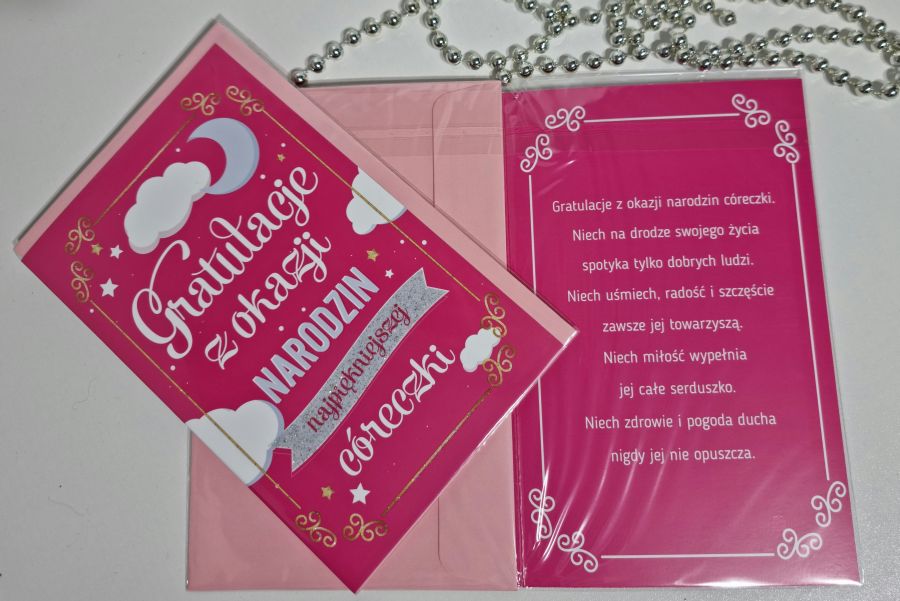 Gratulacje
z okazji
NARODZIN
najpiękniejszej
córeczki
Gratulacje z okazji narodzin córeczki.
Niech na drodze swojego życia
spotyka tylko dobrych ludzi.
Niech uśmiech, radość i szczęście
zawsze jej towarzyszą.
Niech miłość wypełnia
jej całe serduszko.
Niech zdrowie i pogoda ducha
nigdy jej nie opuszcza.